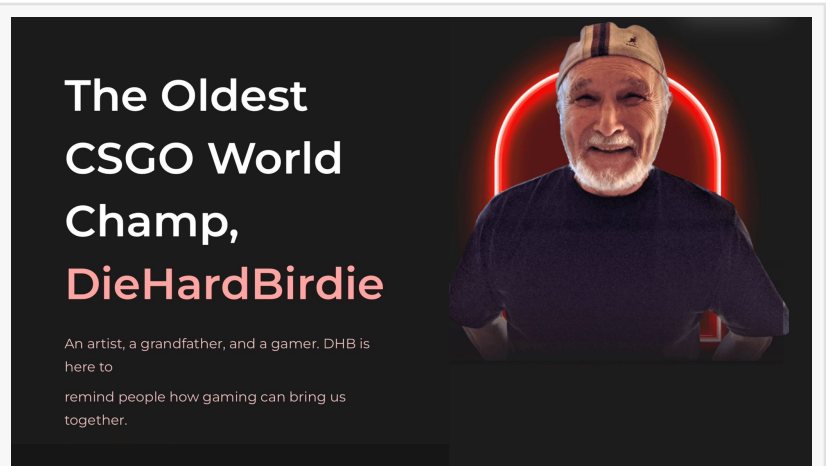 The Oldest
CSGO World
Champ,
DieHardBirdie
An artist, a grandfather, and a gamer. DHB is
here to
remind people how gaming can bring us
together.